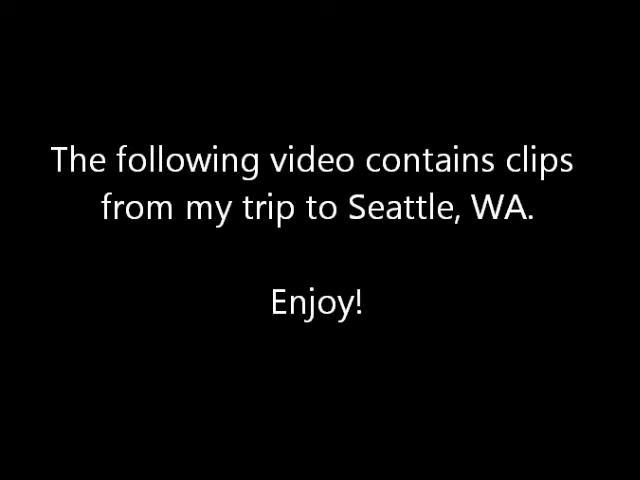 The following video contains clips
from my trip to Seattle, WA.
Enjoy!